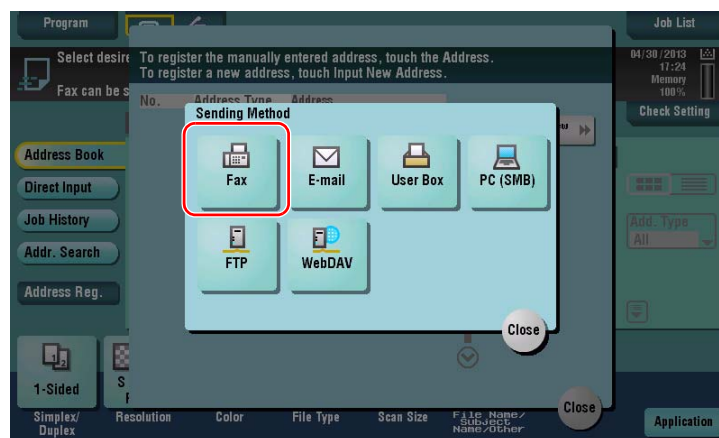 Program
Job List
Select desire
Fax can be s
To register the manually entered address, touch the Address.
To register a new address, touch Input New Address.
04/30/2013
17:24
Memory
100%
Check Setting
No. Address Type Address
Sending Method
Fax
E-mail
User Box
PC (SMB)
FTP
WebDAV
Close
Address Book
Direct Input
Job History
Addr. Search
Address Reg.
Add. Type
All
1-Sided
S
Close
Simplex/
Duplex
Resolution
Color
File Type
Scan Size
File Name/
Subject
Name/Other
Application